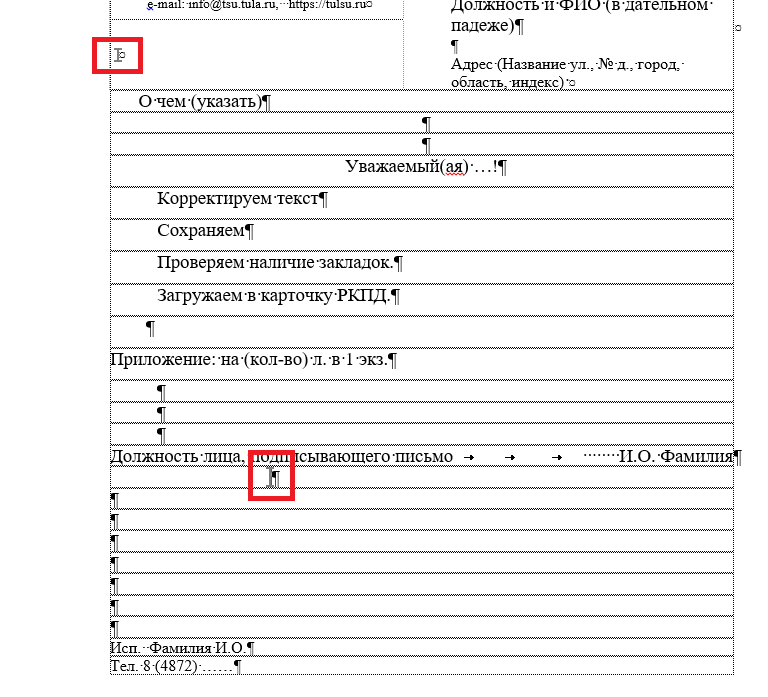 e-mail: info@tsu.tula.ru, https://tulsu.ru
Должность и ФИО (в дательном
падеже)
Адрес (Название ул., № д., город,
область, индекс)
О чем (указать)
Уважаемый(ая) …!
Корректируем текст
Сохраняем
Проверяем наличие закладок.
Загружаем в карточку РКПД.
Приложение: на (кол-во) л. в 1 экз.
Должность лица, подписывающего письмо И.О. Фамилия
Исп. Фамилия И.О.
Тел. 8 (4872) ……